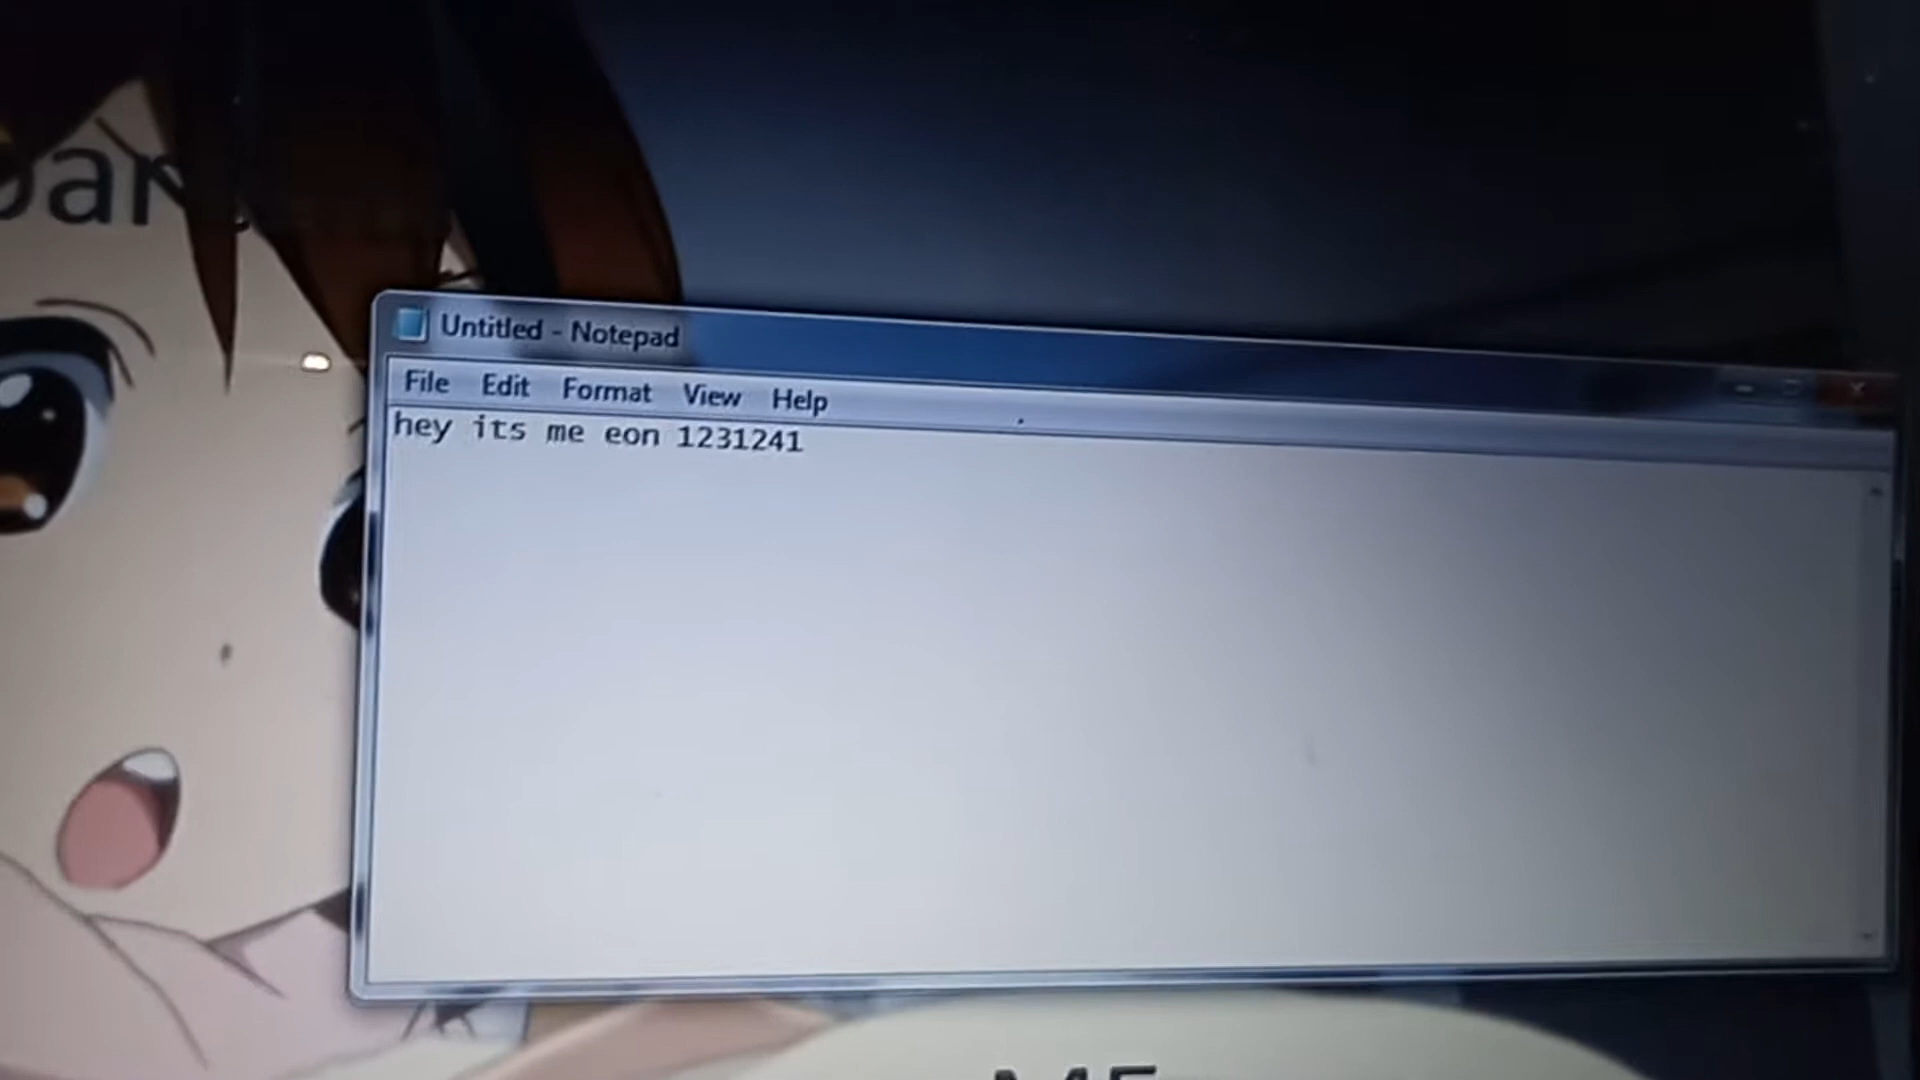 Untitled - Notepad
File Edit Format View Help
hey its me eon 1231241